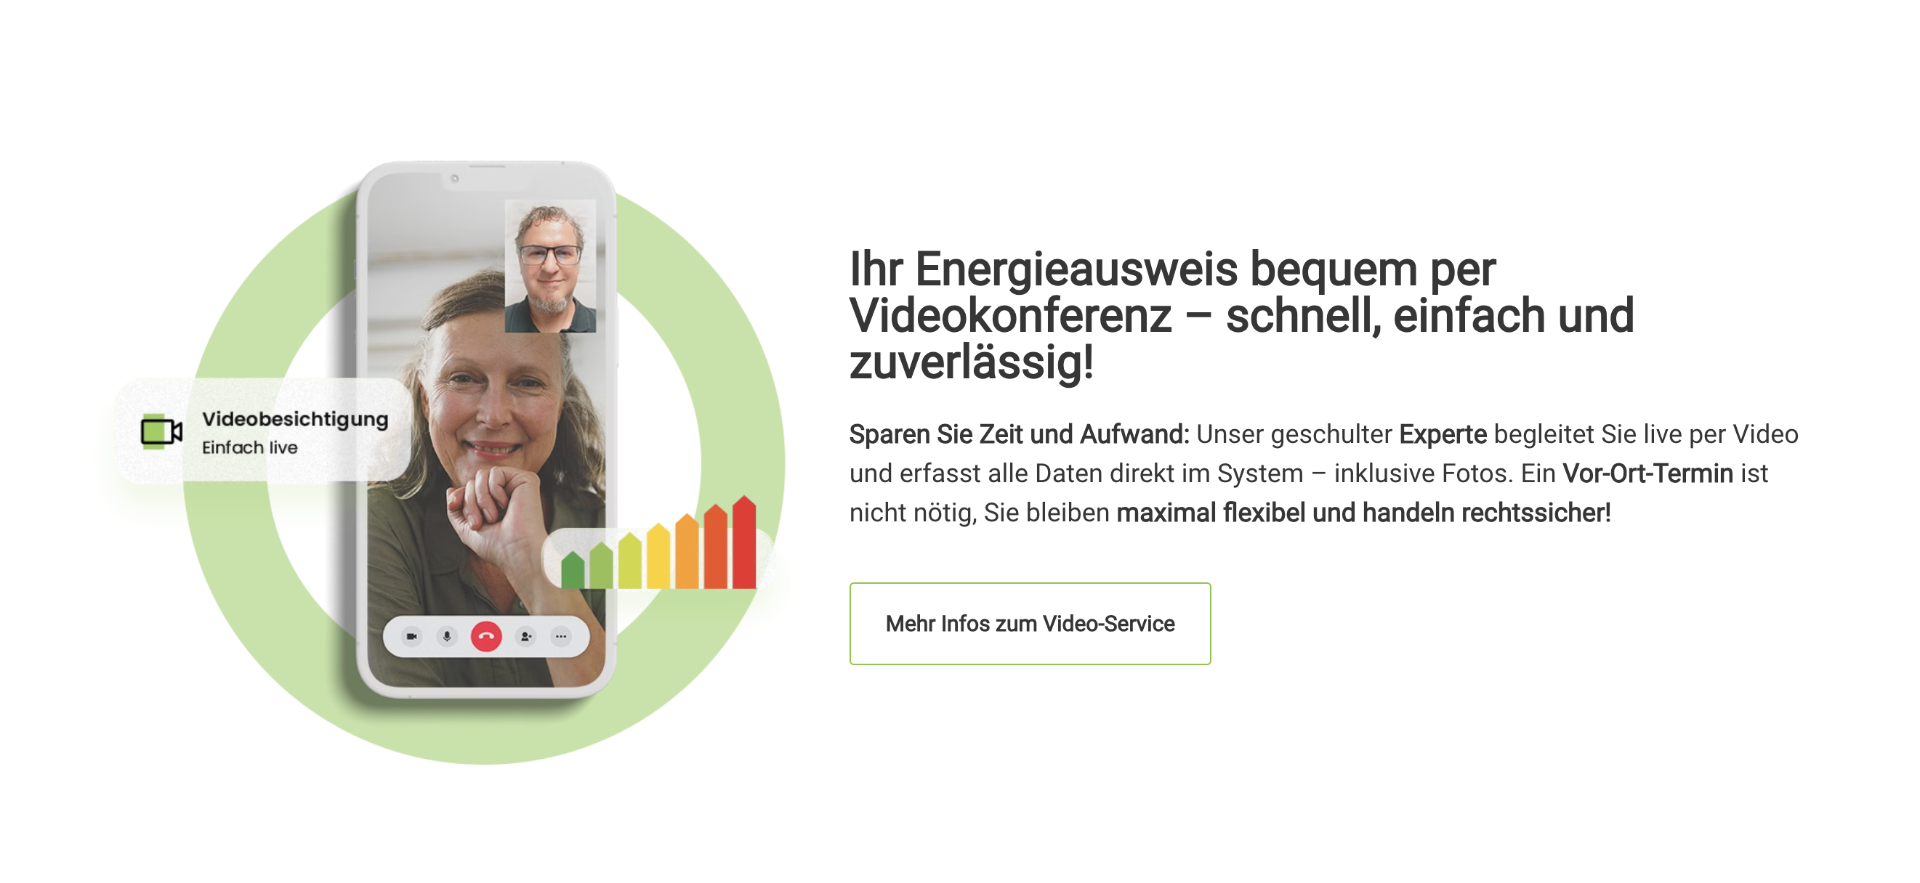 Ihr Energieausweis bequem per
Videokonferenz – schnell, einfach und
zuverlässig!
Videobesichtigung
Einfach live
Sparen Sie Zeit und Aufwand: Unser geschulter Experte begleitet Sie live per Video
und erfasst alle Daten direkt im System – inklusive Fotos. Ein Vor-Ort-Termin ist
nicht nötig, Sie bleiben maximal flexibel und handeln rechtssicher!
Mehr Infos zum Video-Service